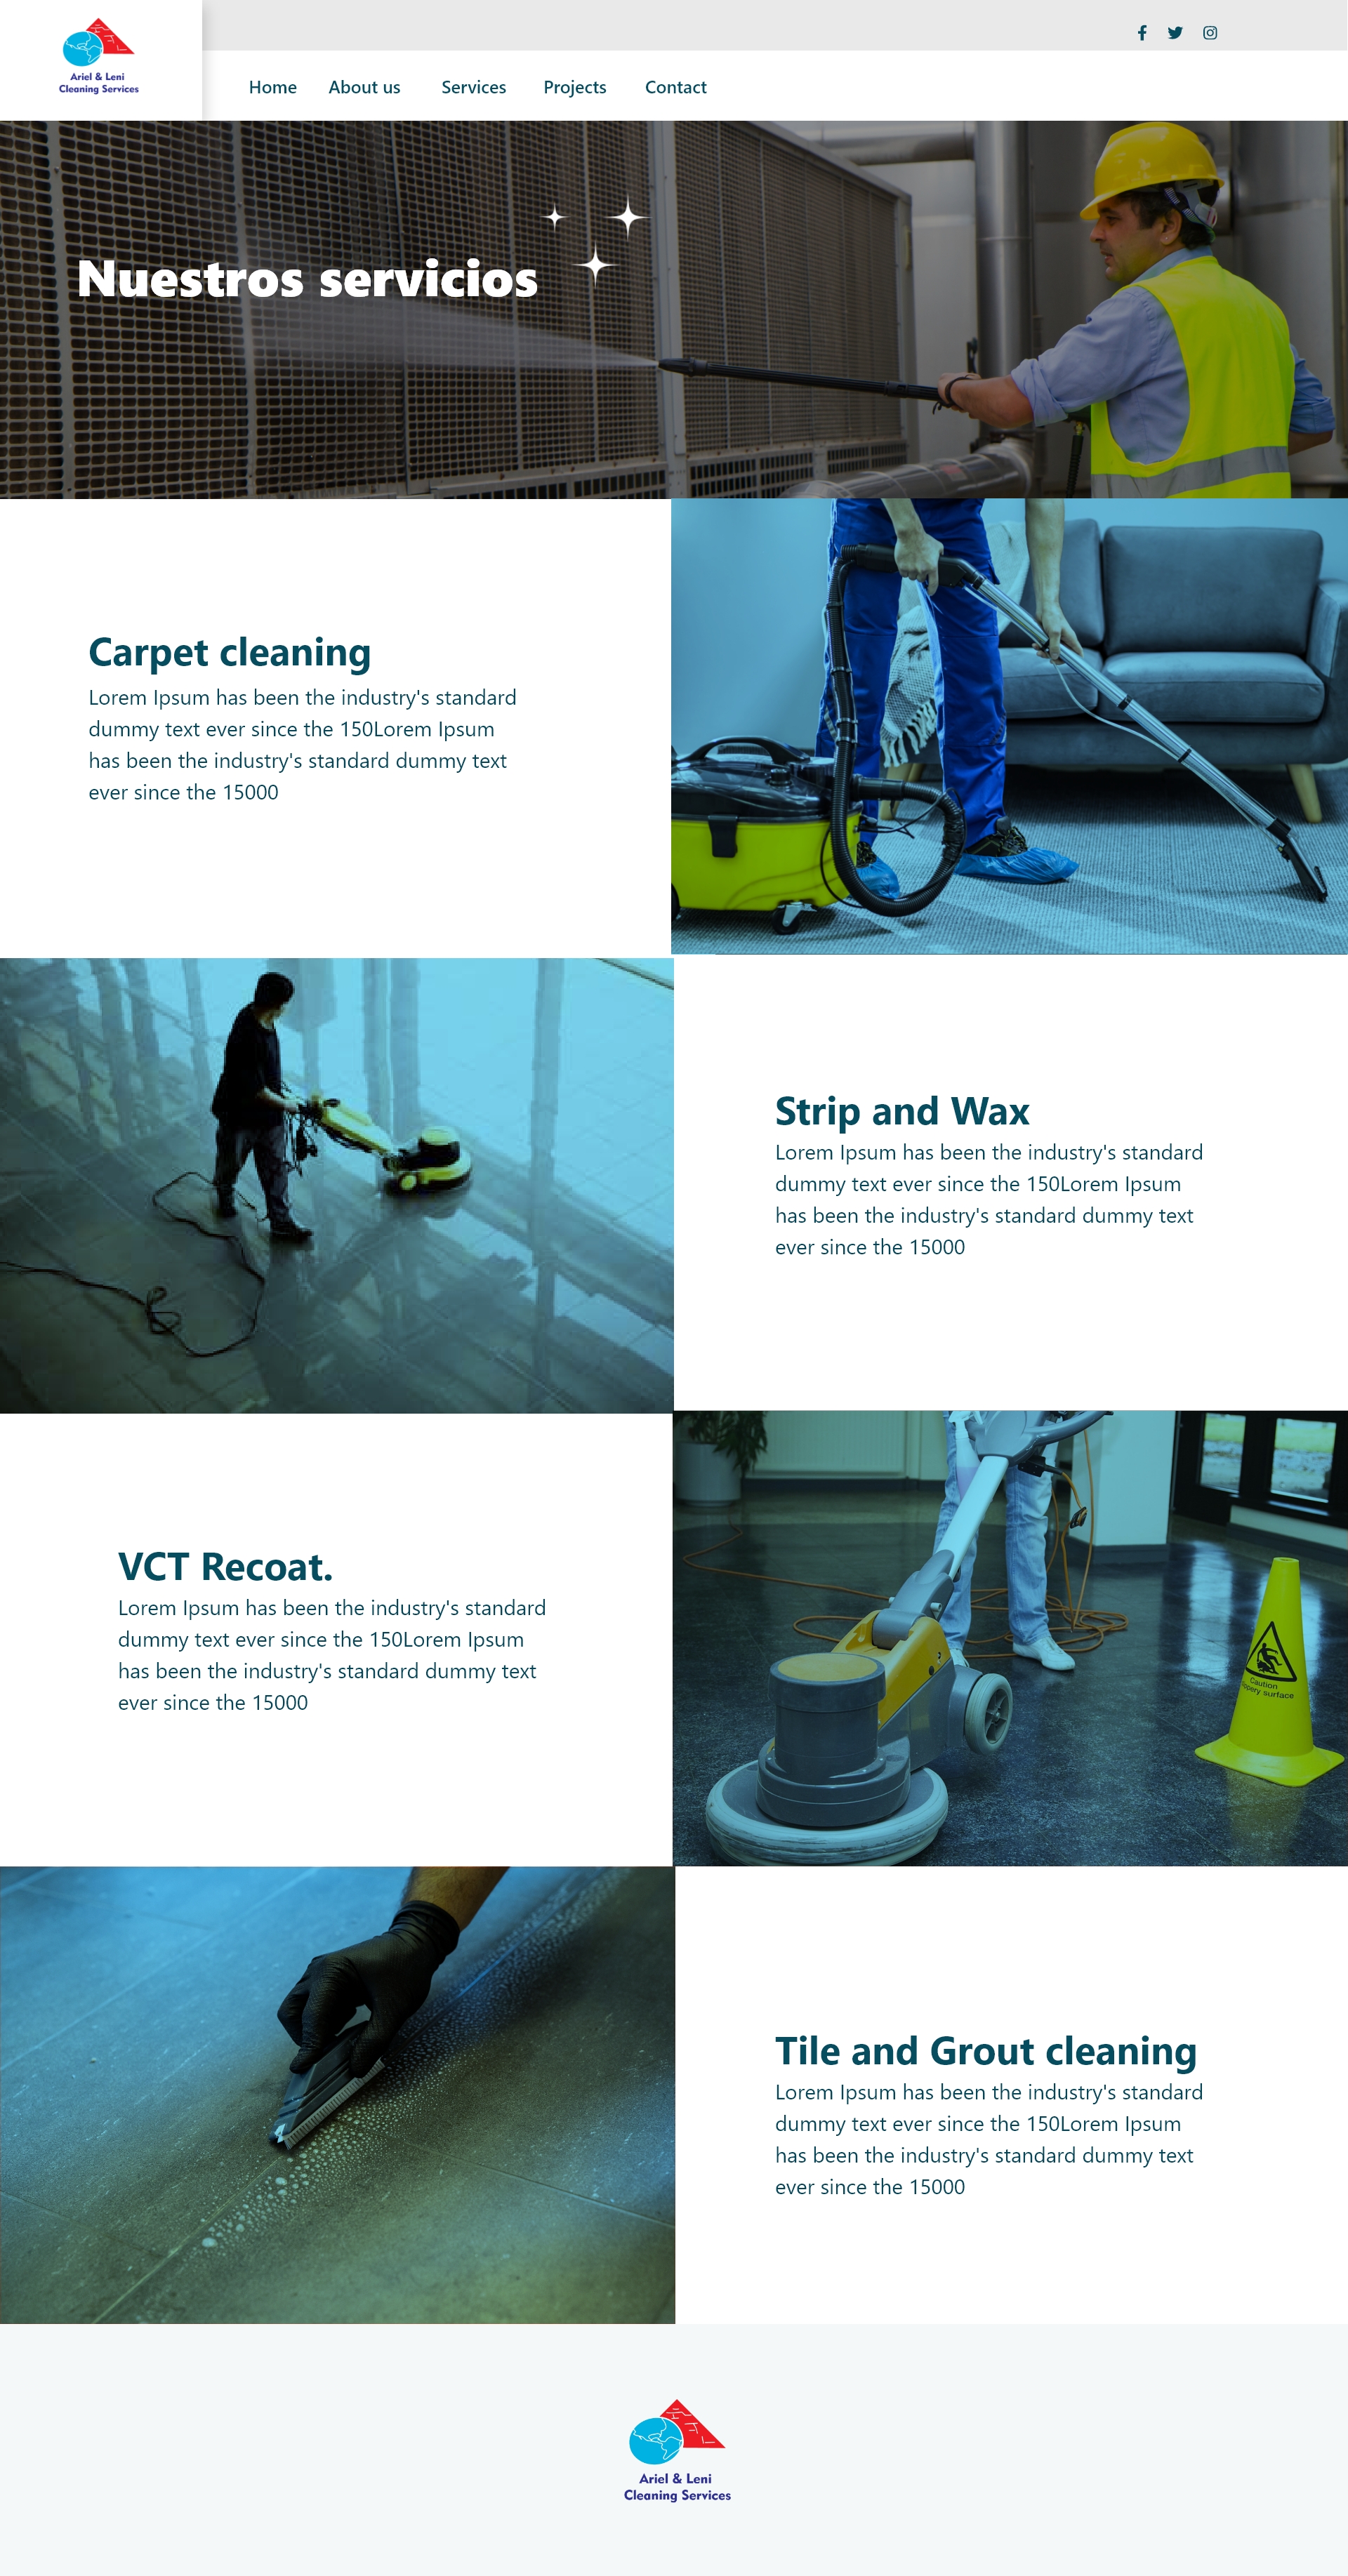 Ariel & Leni
Cleaning Services
Home About us Services Projects Contact
Nuestros servicios
Carpet cleaning
Lorem Ipsum has been the industry's standard
dummy text ever since the 150Lorem Ipsum
has been the industry's standard dummy text
ever since the 15000
Strip and Wax
Lorem Ipsum has been the industry's standard
dummy text ever since the 150Lorem Ipsum
has been the industry's standard dummy text
ever since the 15000
VCT Recoat.
Lorem Ipsum has been the industry's standard
dummy text ever since the 150Lorem Ipsum
has been the industry's standard dummy text
ever since the 15000
Caution
surface
Tile and Grout cleaning
Lorem Ipsum has been the industry's standard
dummy text ever since the 150Lorem Ipsum
has been the industry's standard dummy text
ever since the 15000
Ariel & Leni
Cleaning Services